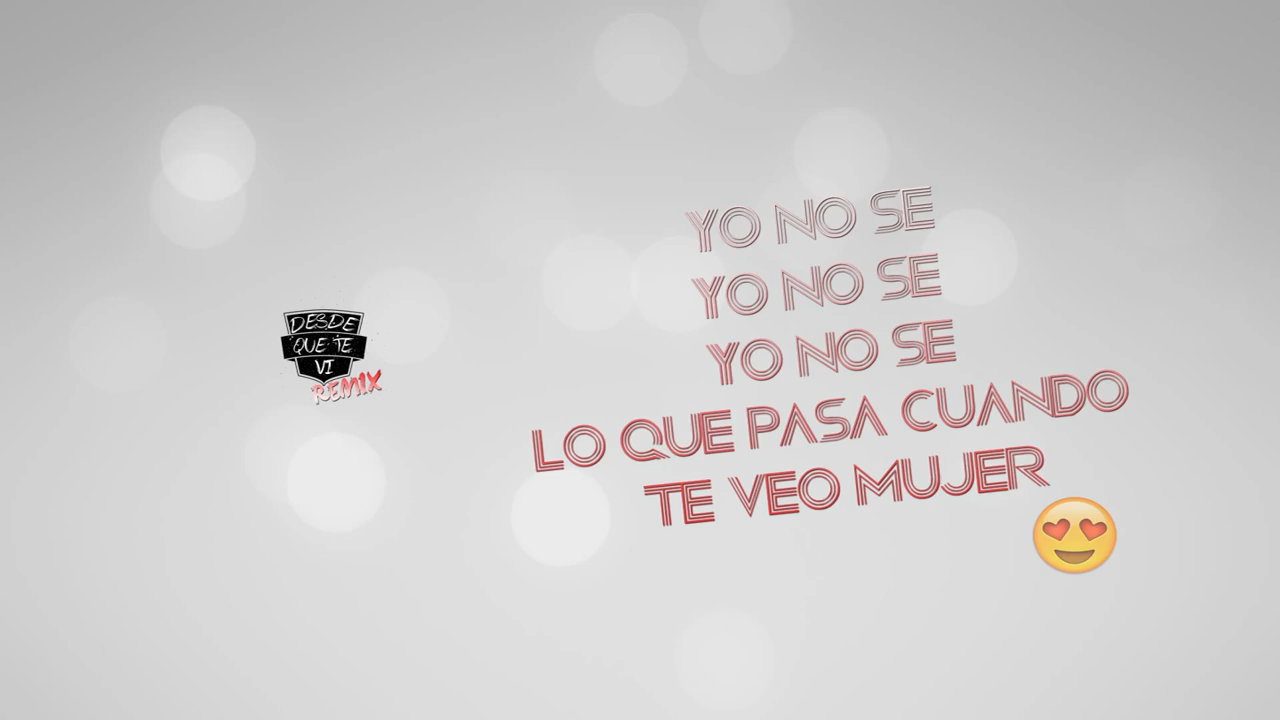 DESDE
QUE TE
VI
REMIX
YO NO SE
YO NO SE
YO NO SE
LO QUE PASA CUANDO
TE VEO MUJER